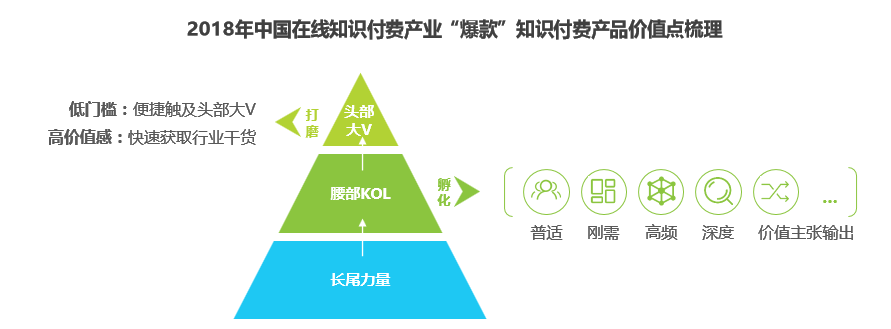 2018年中国在线知识付费产业“爆款”知识付费产品价值点梳理
低门槛：便捷触及头部大V
高价值感：快速获取行业干货
打
磨
头部
大V
腰部KOL
孵
化
普适
刚需
高频
深度
价值主张输出
...
长尾力量